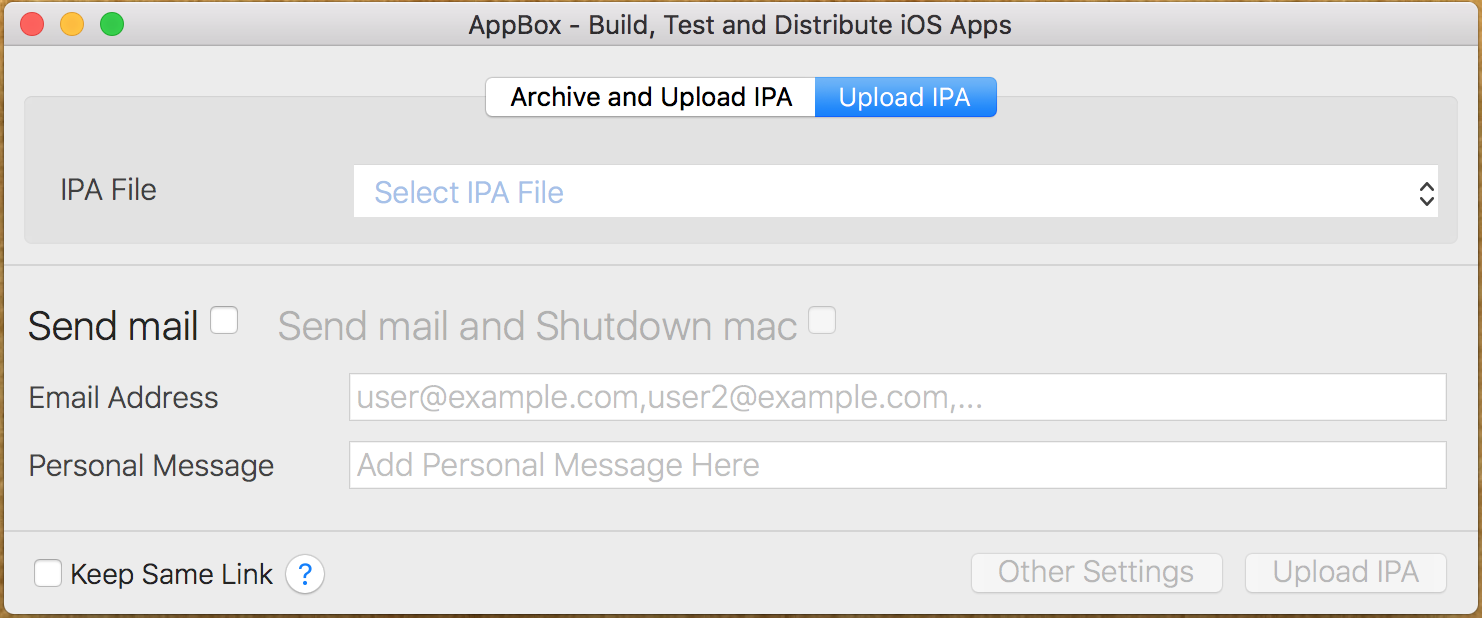 AppBox - Build, Test and Distribute iOS Apps
Archive and Upload IPA Upload IPA
IPA File Select IPA File
Send mail Send mail and Shutdown mac
Email Address user@example.com,user2@example.com,...
Personal Message Add Personal Message Here
Keep Same Link ? Other Settings Upload IPA